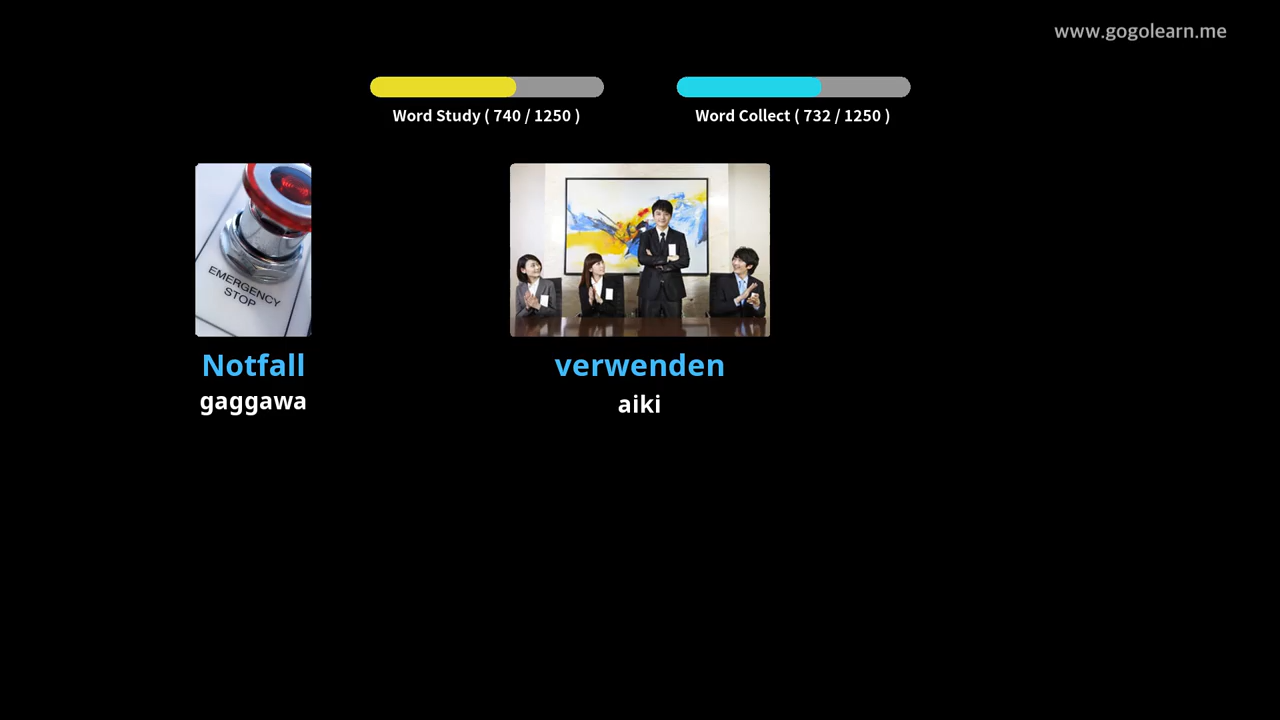 www.gogolearn.me
Word Study ( 740 / 1250 )
Word Collect ( 732 / 1250 )
EMERGENCY
STOP
Notfall
gaggawa
verwenden
aiki